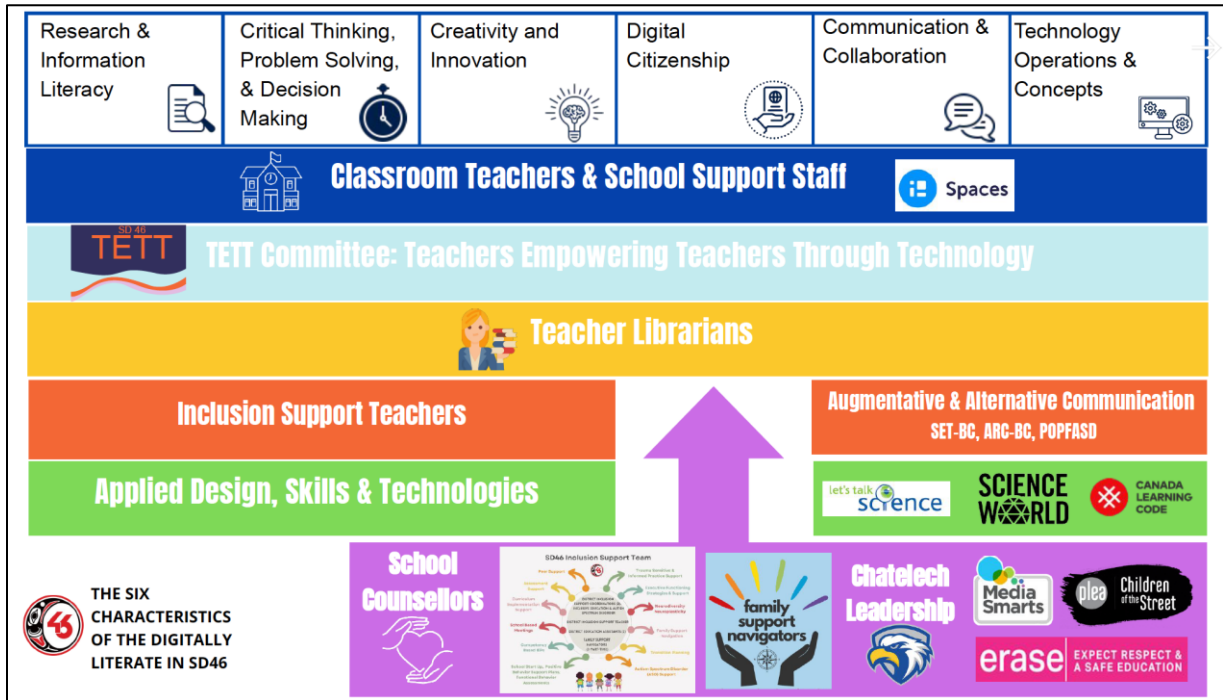 Research &
Information
Literacy
Critical Thinking,
Problem Solving,
& Decision
Making
Creativity and
Innovation
Digital
Citizenship
Communication &
Collaboration
Technology
Operations &
Concepts
Classroom Teachers & School Support Staff
Spaces
SD 46
TETT
TETT Committee: Teachers Empowering Teachers Through Technology
Teacher Librarians
Inclusion Support Teachers
Augmentative & Alternative Communication
SET-BC, ARC-BC, POPFASD
Applied Design, Skills & Technologies
let's talk
science
SCIENCE
WORLD
CANADA
LEARNING
CODE
46
THE SIX
CHARACTERISTICS
OF THE DIGITALLY
LITERATE IN SD46
School
Counsellors
SD46 Inclusion Support Team
family
support
navigators
Chatelech
Leadership
Media
Smarts
plea
Children
of the Street
erase
EXPECT RESPECT &
A SAFE EDUCATION